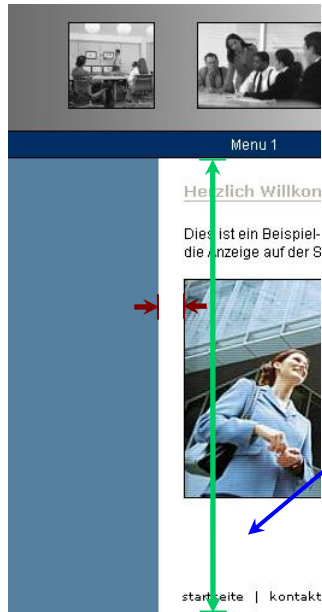 Menu 1
Herzlich Willkon
Dies ist ein Beispiel-
die Anzeige auf der S
startseite | kontakt